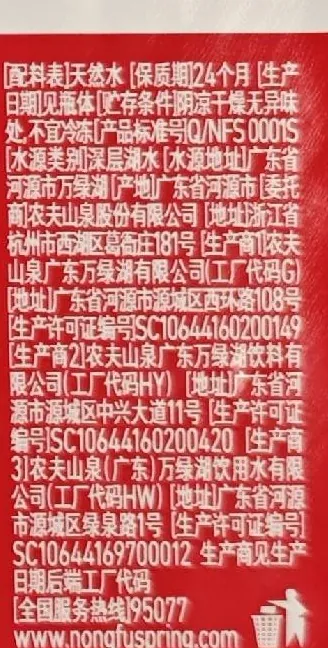 [配料表]天然水 [保质期]24个月 [生产
日期]见瓶体 [贮存条件]阴凉干燥无异味
处,不宜冷冻[产品标准号]Q/NFS 0001S
[水源类别]深层湖水 [水源地址]广东省
河源市万绿湖 [产地]广东省河源市 [委托
商]农夫山泉股份有限公司 [地址]浙江省
杭州市西湖区葛衙庄181号 [生产商1]农夫
山泉广东万绿湖有限公司(工厂代码G)
[地址]广东省河源市源城区西环路108号
[生产许可证编号]SC10644160200149
[生产商2]农夫山泉广东万绿湖饮料有
限公司(工厂代码HY) [地址]广东省河
源市源城区中兴大道11号 [生产许可证
编号]SC10644160200420 [生产商
3]农夫山泉(广东)万绿湖饮用水有限
公司(工厂代码HW) [地址]广东省河源
市源城区绿泉路1号 [生产许可证编号]
SC10644169700012 生产商见生产
日期后端工厂代码
[全国服务热线]95077
www.nongfuspring.com